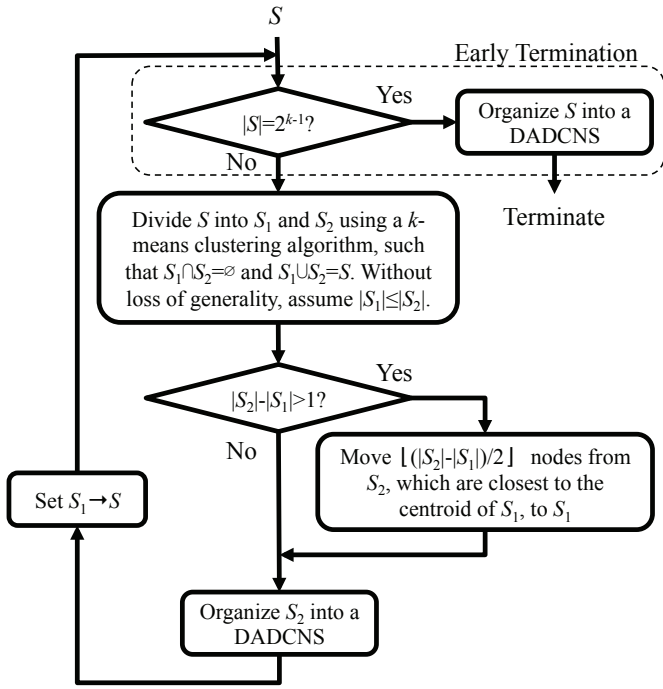 S
Early Termination
|S|=2^{k-1}?
Yes
Organize S into a
DADCNS
No
Terminate
Divide S into S₁ and S₂ using a k-
means clustering algorithm, such
that S₁∩S₂=∅ and S₁∪S₂=S. Without
loss of generality, assume |S₁|≤|S₂|.
|S₂|-|S₁|>1?
Yes
No
Move ⌊(|S₂|-|S₁|)/2⌋ nodes from
S₂, which are closest to the
centroid of S₁, to S₁
Set S₁→S
Organize S₂ into a
DADCNS